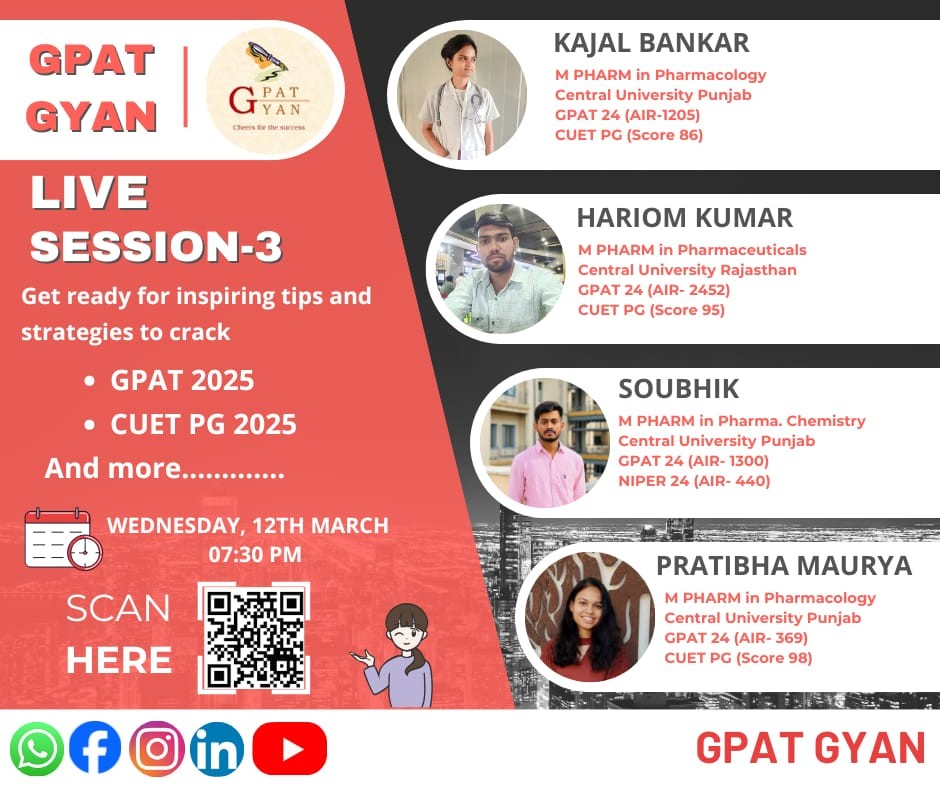 GPAT
GYAN
GPAT
GYAN
Cheers for the success
LIVE
SESSION-3
Get ready for inspiring tips and
strategies to crack
• GPAT 2025
• CUET PG 2025
And more.............
WEDNESDAY, 12TH MARCH
07:30 PM
SCAN
HERE
KAJAL BANKAR
M PHARM in Pharmacology
Central University Punjab
GPAT 24 (AIR-1205)
CUET PG (Score 86)
HARIOM KUMAR
M PHARM in Pharmaceuticals
Central University Rajasthan
GPAT 24 (AIR- 2452)
CUET PG (Score 95)
SOUBHIK
M PHARM in Pharma. Chemistry
Central University Punjab
GPAT 24 (AIR- 1300)
NIPER 24 (AIR- 440)
PRATIBHA MAURYA
M PHARM in Pharmacology
Central University Punjab
GPAT 24 (AIR- 369)
CUET PG (Score 98)
in
GPAT GYAN